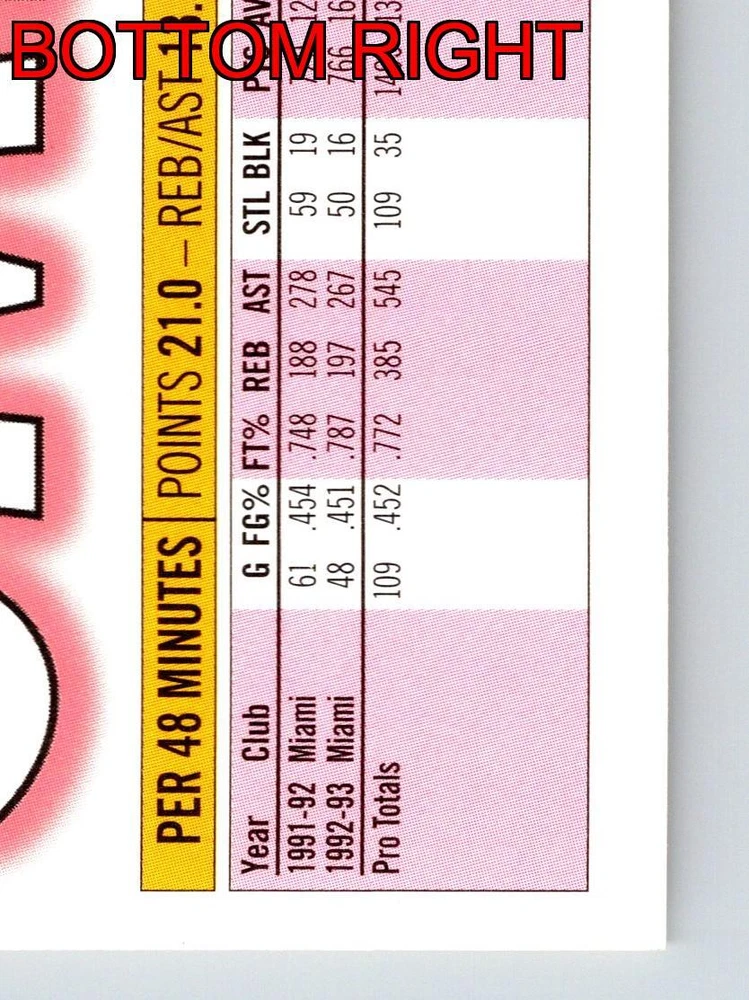 BOTTOM RIGHT
PER 48 MINUTES | POINTS 21.0 – REB/AST
Year Club G FG% FT% REB AST STL BLK
1991-92 Miami 61 .454 .748 188 278 59 19
1992-93 Miami 48 .451 .787 197 267 50 16 766
Pro Totals 109 .452 .772 385 545 109 35